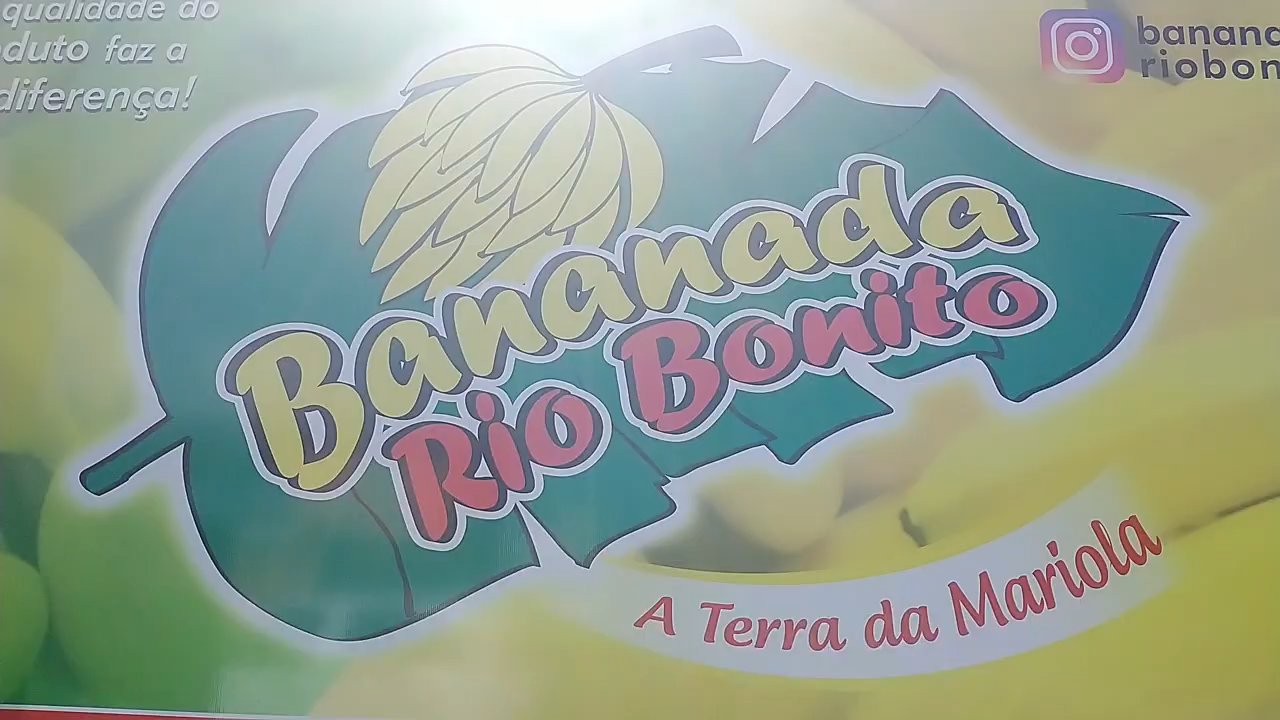 qualidade do
duto faz a
diferença!
banana
riobon
Bananada
Rio Bonito
A Terra da Mariola